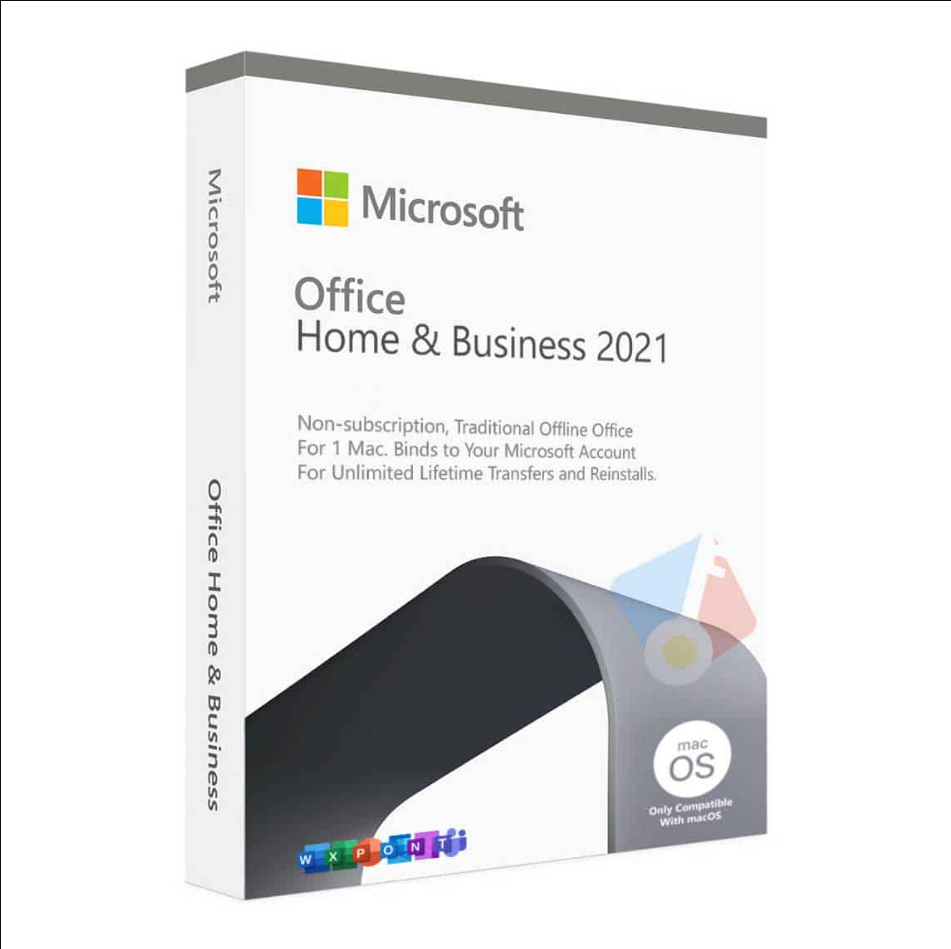 Microsoft
Office Home & Business
Microsoft
Office
Home & Business 2021
Non-subscription, Traditional Offline Office
For 1 Mac. Binds to Your Microsoft Account
For Unlimited Lifetime Transfers and Reinstalls.
mac
OS
Only Compatible
With macOS
W X P O N T